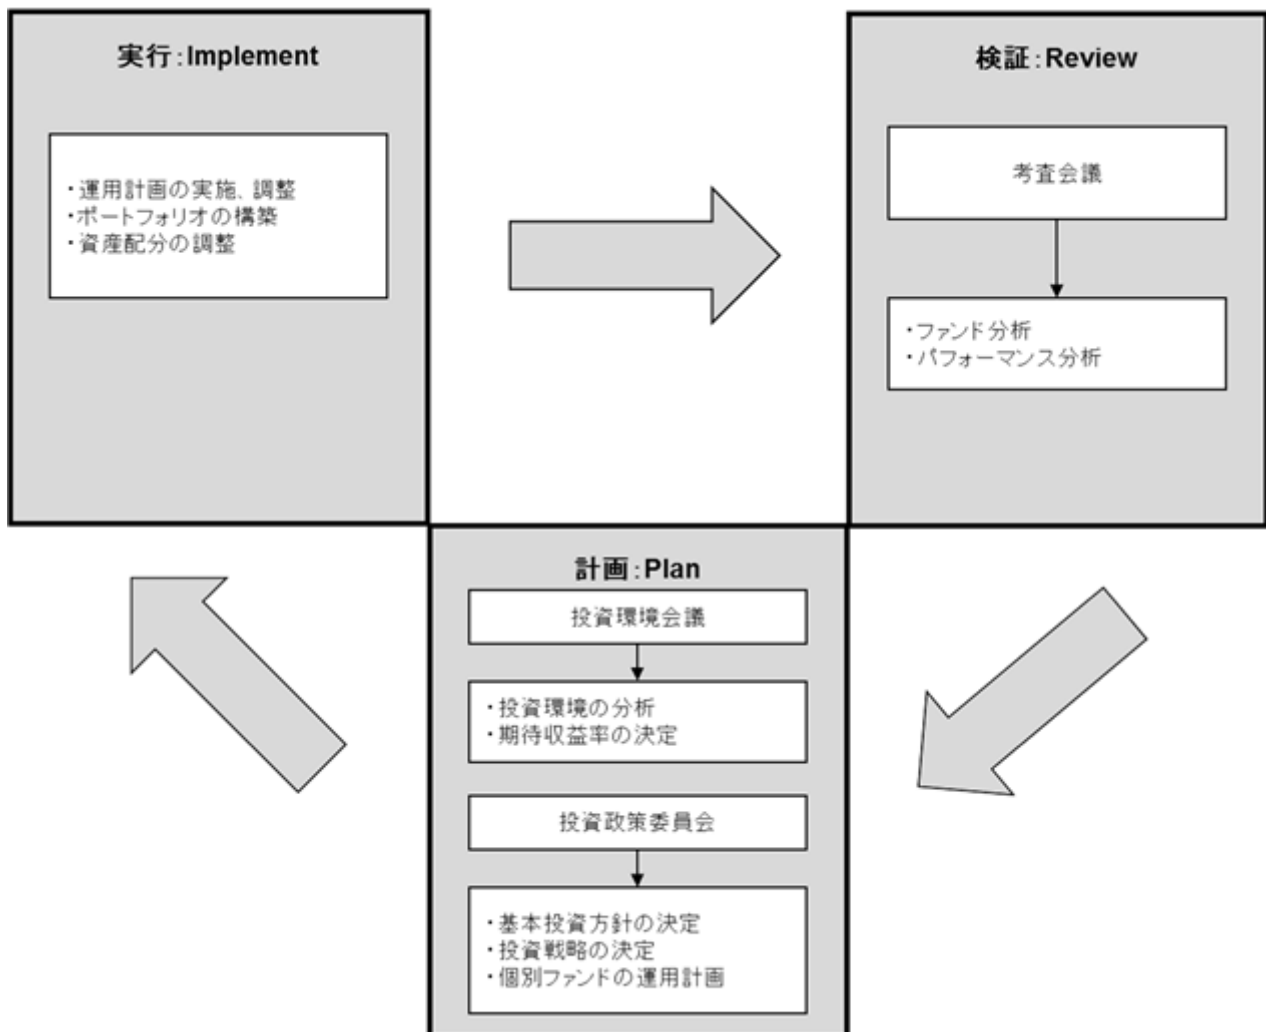 実行：Implement
・運用計画の実施、調整
・ポートフォリオの構築
・資産配分の調整
検証：Review
考査会議
・ファンド分析
・パフォーマンス分析
計画：Plan
投資環境会議
・投資環境の分析
・期待収益率の決定
投資政策委員会
・基本投資方針の決定
・投資戦略の決定
・個別ファンドの運用計画